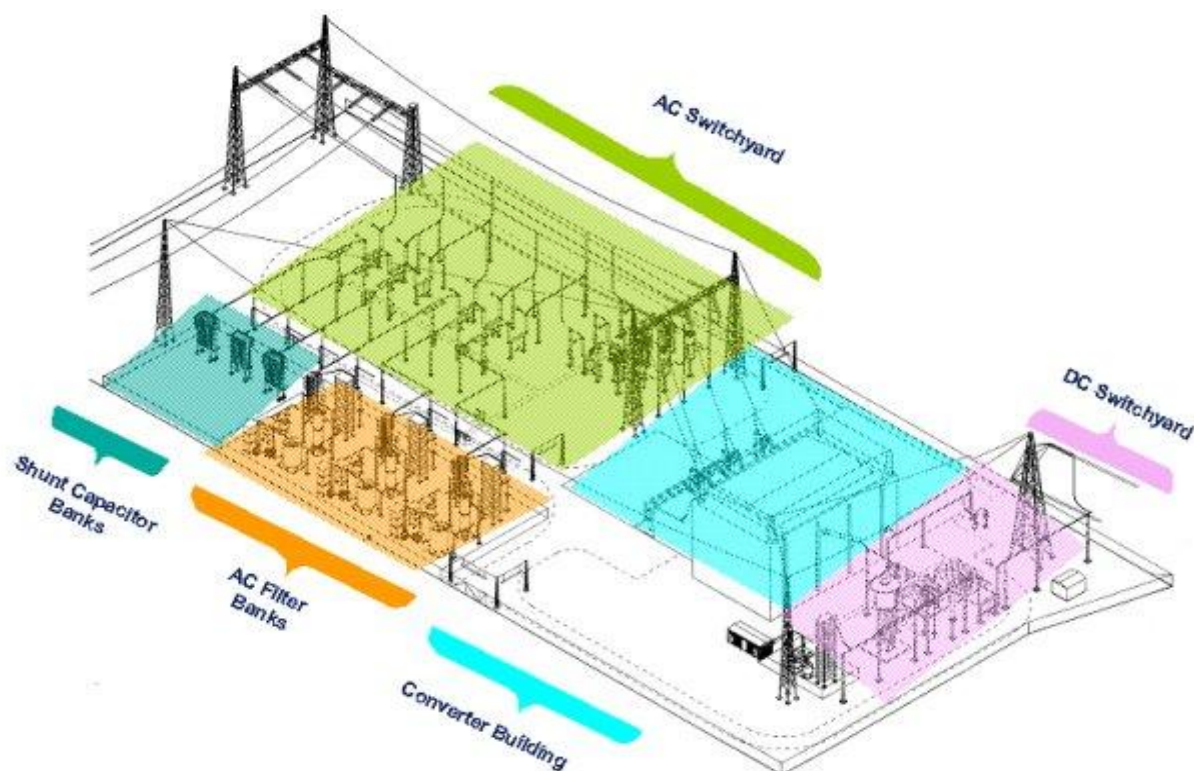 AC Switchyard
DC Switchyard
Shunt Capacitor
Banks
AC Filter
Banks
Converter Building